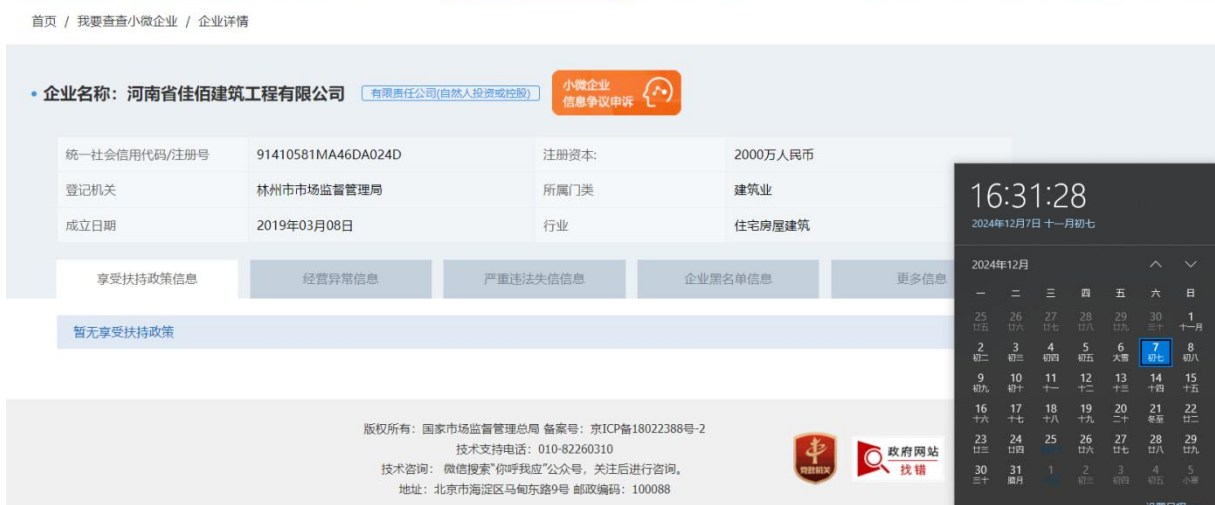 首页 / 我要查查小微企业 / 企业详情
• 企业名称：河南省佳佰建筑工程有限公司 有限责任公司(自然人投资或控股) 小微企业
信息争议申诉
统一社会信用代码/注册号 91410581MA46DA024D 注册资本: 2000万人民币
登记机关 林州市市场监督管理局 所属门类 建筑业
成立日期 2019年03月08日 行业 住宅房屋建筑
享受扶持政策信息 经营异常信息 严重违法失信信息 企业黑名单信息 更多信息
暂无享受扶持政策
版权所有：国家市场监督管理总局 备案号：京ICP备18022388号-2
技术支持电话：010-82260310
技术咨询： 微信搜索“你呼我应”公众号，关注后进行咨询。
地址：北京市海淀区马甸东路9号 邮政编码：100088
党政机关
政府网站
找错
16:31:28
2024年12月7日 十一月初七
2024年12月
一 二 三 四 五 六 日
25 26 27 28 29 30 1
廿五 廿六 廿七 廿八 廿九 三十 十一月
2 3 4 5 6 7 8
初二 初三 初四 初五 大雪 初七 初八
9 10 11 12 13 14 15
初九 初十 十一 十二 十三 十四 十五
16 17 18 19 20 21 22
十六 十七 十八 十九 二十 冬至 廿二
23 24 25 26 27 28 29
廿三 廿四 廿六 廿七 廿八 廿九
30 31 1 2 3 4 5
三十 腊月 初三 初四 初五 小寒